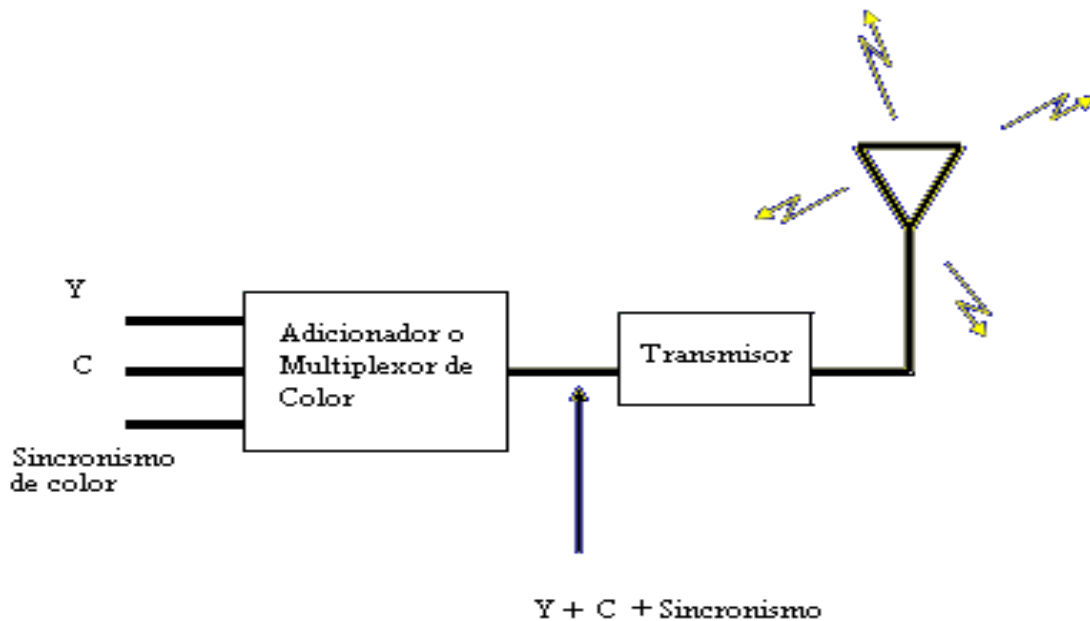 Y
C
Sincronismo
de color
Adicionador o
Multiplexor de
Color
Transmisor
Y + C + Sincronismo